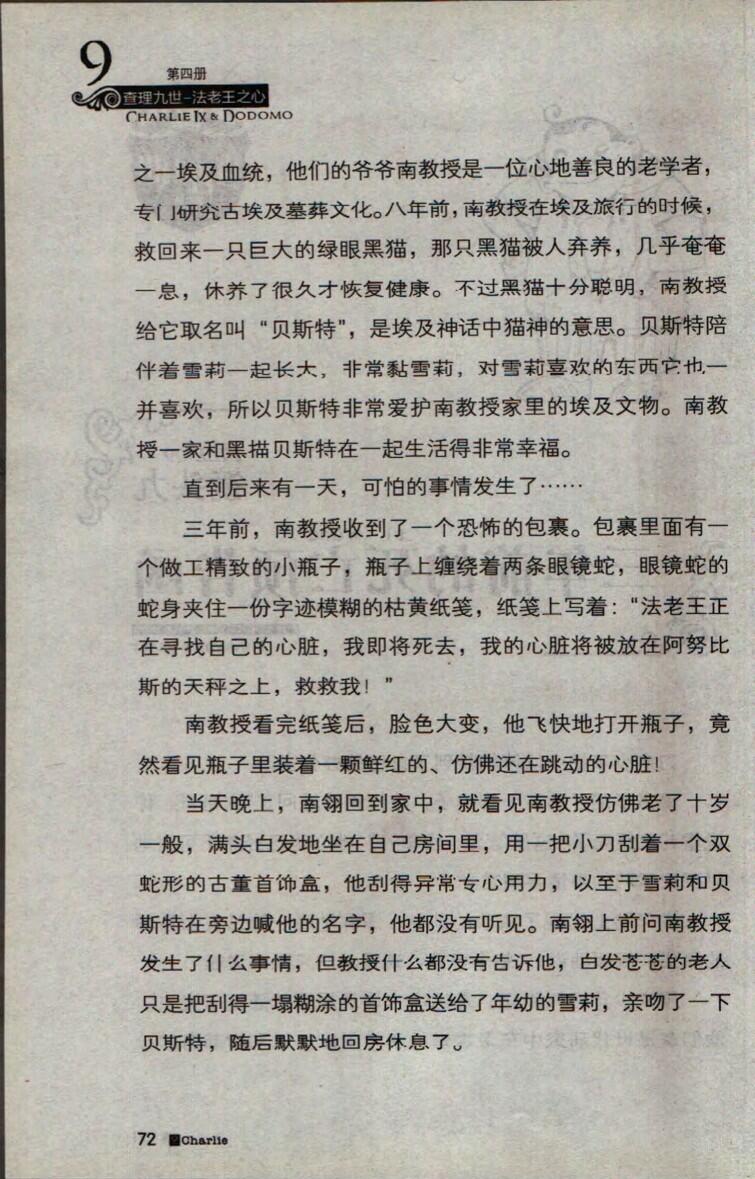 9
第四册
查理九世-法老王之心
CHARLIE IX & DODOMO
之一埃及血统，他们的爷爷南教授是一位心地善良的老学者，
专门研究古埃及墓葬文化。八年前，南教授在埃及旅行的时候，
救回来一只巨大的绿眼黑猫，那只黑猫被人弃养，几乎奄奄
一息，休养了很久才恢复健康。不过黑猫十分聪明，南教授
给它取名叫“贝斯特”，是埃及神话中猫神的意思。贝斯特陪
伴着雪莉一起长大，非常黏雪莉，对雪莉喜欢的东西它也一
并喜欢，所以贝斯特非常爱护南教授家里的埃及文物。南教
授一家和黑猫贝斯特在一起生活得非常幸福。
直到后来有一天，可怕的事情发生了……
三年前，南教授收到了一个恐怖的包裹。包裹里面有一
个做工精致的小瓶子，瓶子上缠绕着两条眼镜蛇，眼镜蛇的
蛇身夹住一份字迹模糊的枯黄纸笺，纸笺上写着：“法老王正
在寻找自己的心脏，我即将死去，我的心脏将被放在阿努比
斯的天秤之上，救救我！”
南教授看完纸笺后，脸色大变，他飞快地打开瓶子，竟
然看见瓶子里装着一颗鲜红的、仿佛还在跳动的心脏！
当天晚上，南翎回到家中，就看见南教授仿佛老了十岁
一般，满头白发地坐在自己房间里，用一把小刀刮着一个双
蛇形的古董首饰盒，他刮得异常专心用力，以至于雪莉和贝
斯特在旁边喊他的名字，他都没有听见。南翎上前问南教授
发生了什么事情，但教授什么都没有告诉他，白发苍苍的老人
只是把刮得一塌糊涂的首饰盒送给了年幼的雪莉，亲吻了一下
贝斯特，随后默默地回房休息了。
72 Charlie